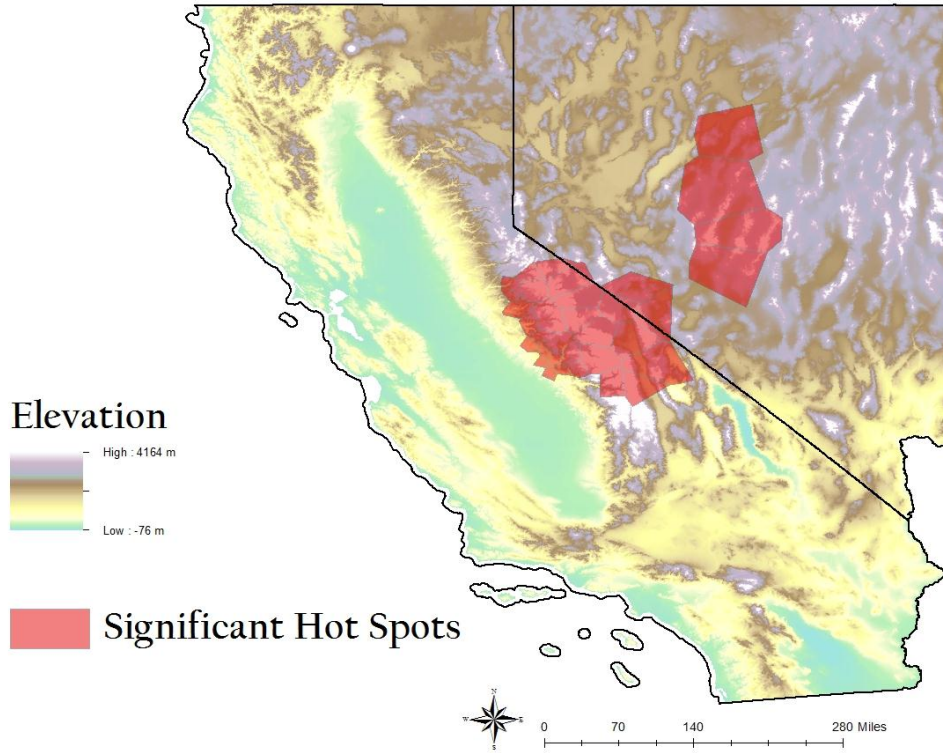 Elevation
High : 4164 m
Low : -76 m
Significant Hot Spots
N
W E
S
0 70 140 280 Miles